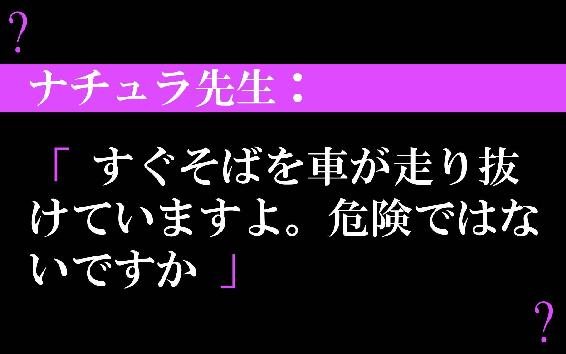 ?
ナチュラ先生：
「 すぐそばを車が走り抜
けていますよ。危険ではな
いですか 」
?